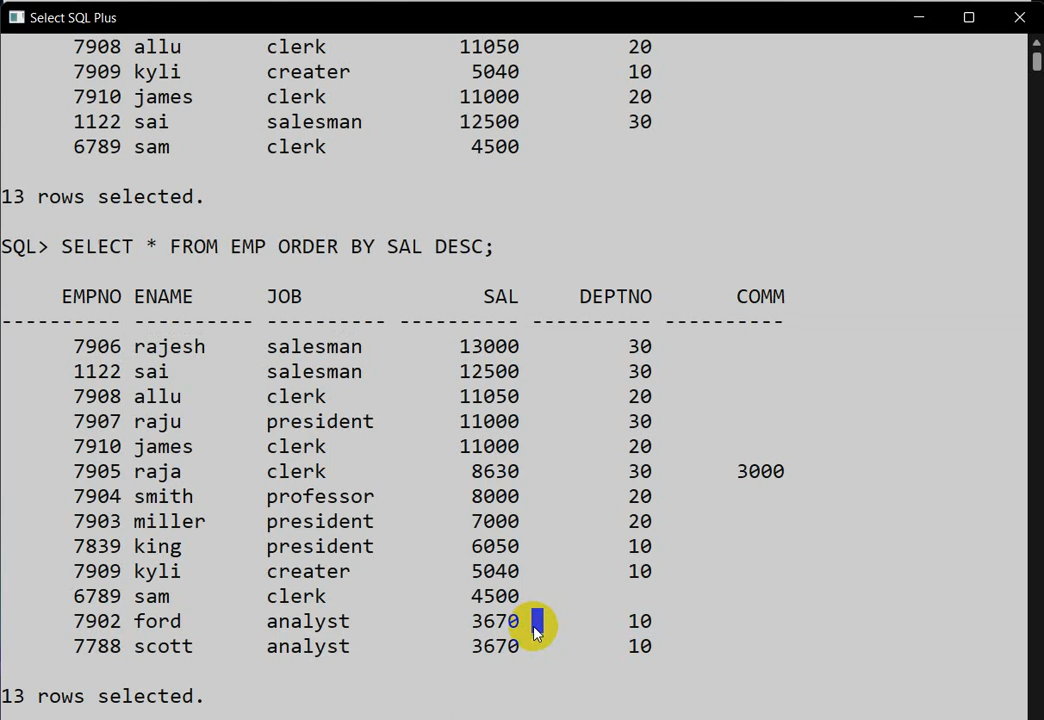 Select SQL Plus
7908 allu clerk 11050 20
7909 kyli creater 5040 10
7910 james clerk 11000 20
1122 sai salesman 12500 30
6789 sam clerk 4500
13 rows selected.
SQL> SELECT * FROM EMP ORDER BY SAL DESC;
EMPNO ENAME JOB SAL DEPTNO COMM
---------- ---------- ---------- ---------- ---------- ----------
7906 rajesh salesman 13000 30
1122 sai salesman 12500 30
7908 allu clerk 11050 20
7907 raju president 11000 30
7910 james clerk 11000 20
7905 raja clerk 8630 30 3000
7904 smith professor 8000 20
7903 miller president 7000 20
7839 king president 6050 10
7909 kyli creater 5040 10
6789 sam clerk 4500
7902 ford analyst 3670 10
7788 scott analyst 3670 10
13 rows selected.